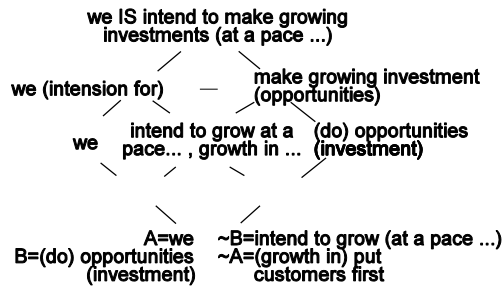 we IS intend to make growing
investments (at a pace ...)
we (intension for)
make growing investment
(opportunities)
we
intend to grow at a
pace... , growth in ...
(do) opportunities
(investment)
A=we
B=(do) opportunities
(investment)
~B=intend to grow (at a pace ...)
~A=(growth in) put
customers first